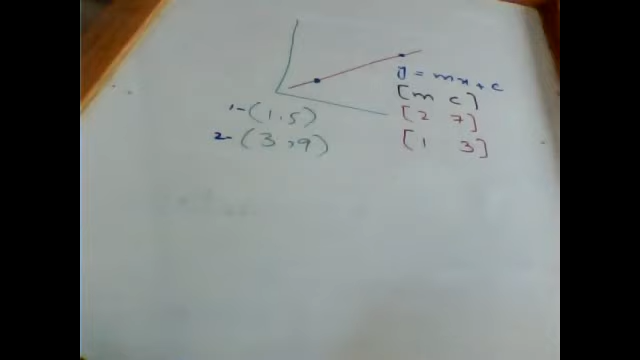 y = mx + c
[m c]
1-(1.5)
[2 7]
2-(3,9)
[1 3]